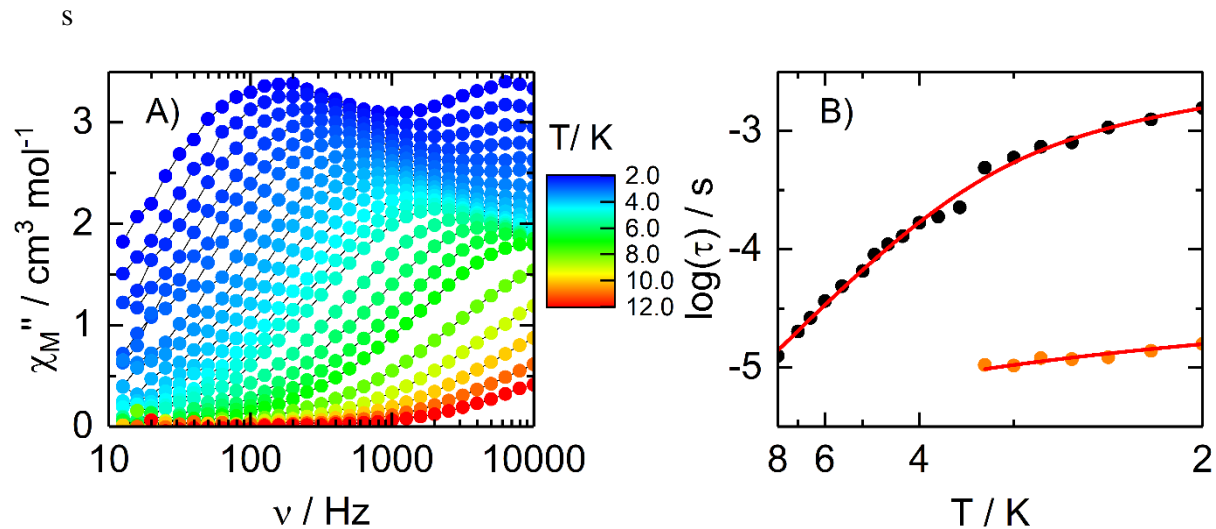 s
A)
χM'' / cm³ mol⁻¹
3
2
1
0
10
100
1000
10000
ν / Hz
T/ K
2.0
4.0
6.0
8.0
10.0
12.0
B)
log(τ) / s
-3
-4
-5
8
6
4
2
T / K